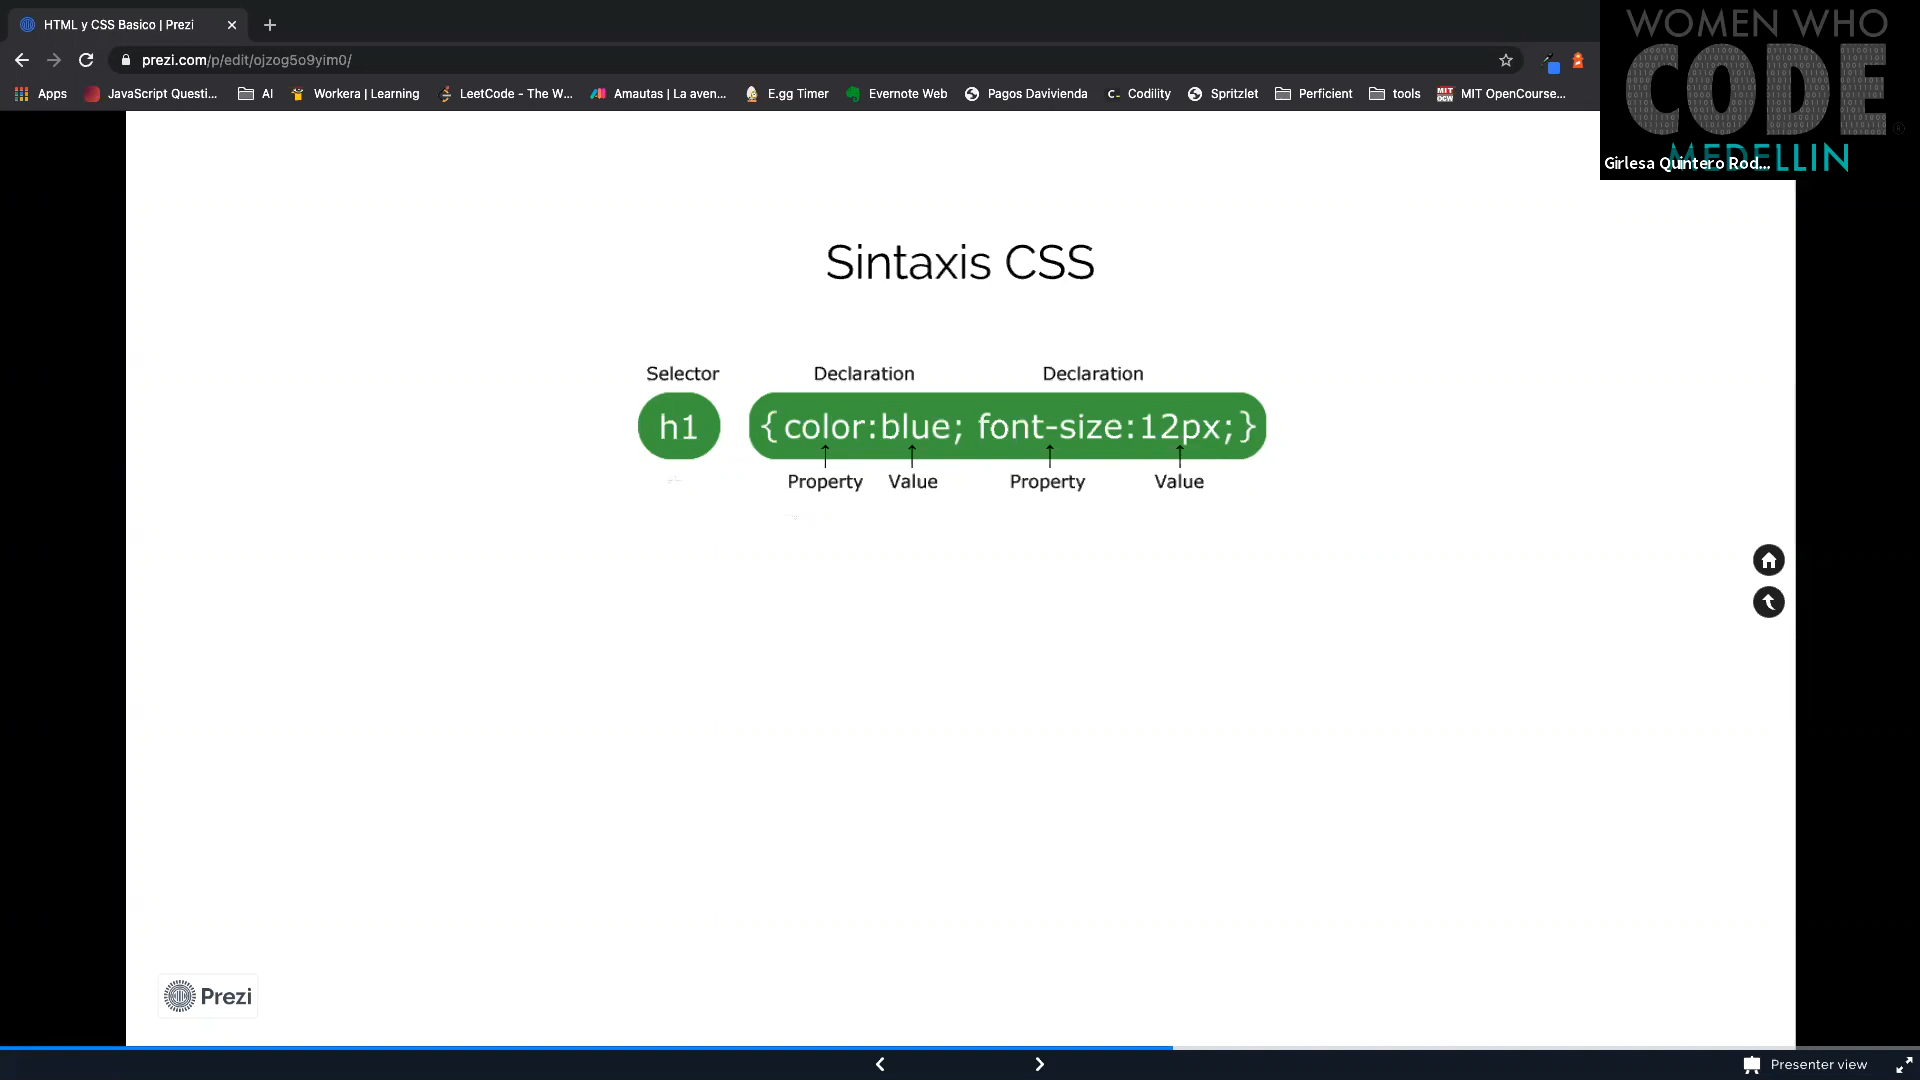 HTML y CSS Basico | Prezi
prezi.com/p/edit/ojzog5o9yim0/
Apps
JavaScript Questi...
AI
Workera | Learning
LeetCode - The W...
Amautas | La aven...
E.gg Timer
Evernote Web
Pagos Davivienda
Codility
Spritzlet
Perficient
tools
MIT OpenCourse...
WOMEN WHO
CODE
MEDELLIN
Girlesa Quintero Rod...
Sintaxis CSS
Selector Declaration Declaration
h1 {color:blue; font-size:12px;}
Property Value Property Value
Prezi
Presenter view